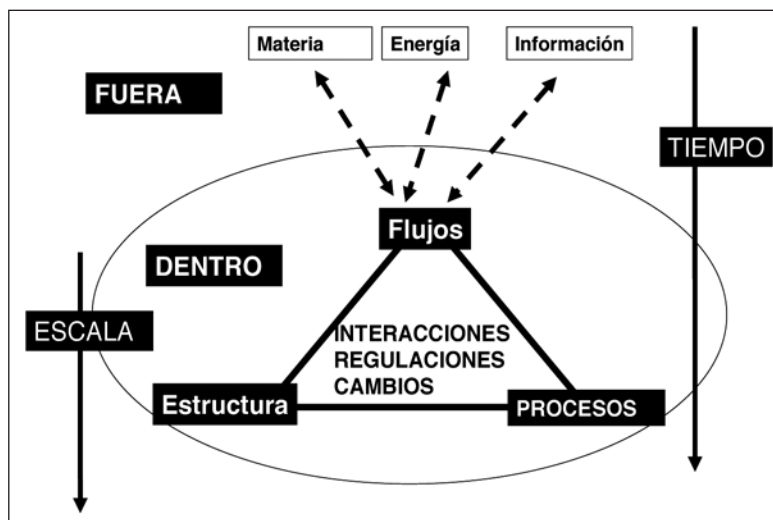 Materia
Energía
Información
FUERA
TIEMPO
Flujos
DENTRO
ESCALA
INTERACCIONES
REGULACIONES
CAMBIOS
Estructura
PROCESOS